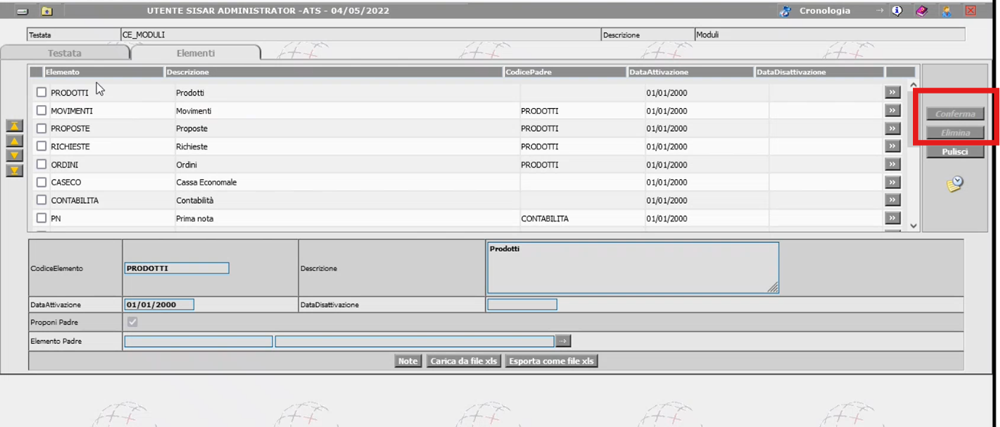 UTENTE SISAR ADMINISTRATOR -ATS - 04/05/2022 Cronologia
Testata CE_MODULI Descrizione Moduli
Testata Elementi
Elemento Descrizione CodicePadre DataAttivazione DataDisattivazione
PRODOTTI Prodotti 01/01/2000 »
MOVIMENTI Movimenti PRODOTTI 01/01/2000 »
Conferma
PROPOSTE Proposte PRODOTTI 01/01/2000 »
Elimina
RICHIESTE Richieste PRODOTTI 01/01/2000 »
Pulisci
ORDINI Ordini PRODOTTI 01/01/2000 »
CASECO Cassa Economale 01/01/2000 »
CONTABILITA Contabilità 01/01/2000 »
PN Prima nota CONTABILITA 01/01/2000 »
CodiceElemento PRODOTTI Descrizione Prodotti
DataAttivazione 01/01/2000 DataDisattivazione
Proponi Padre
Elemento Padre
Note Carica da file xls Esporta come file xls